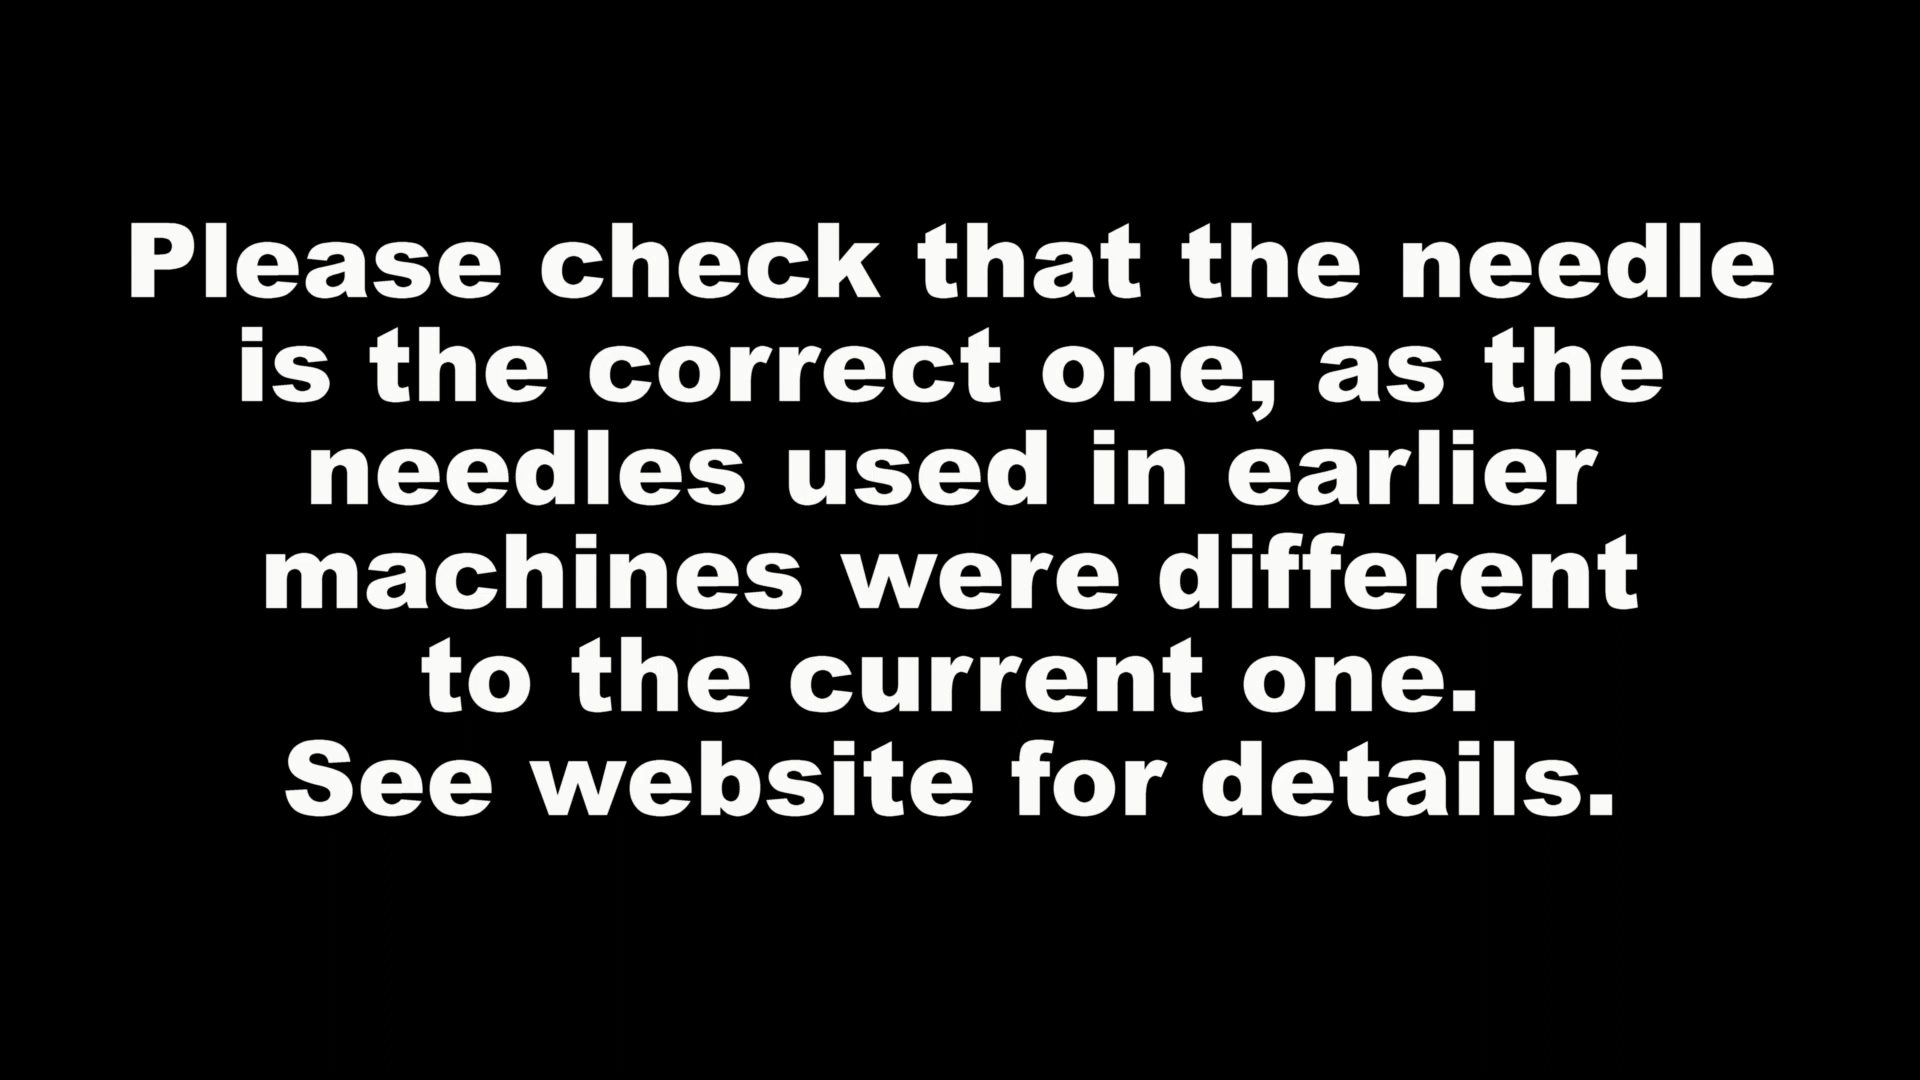 Please check that the needle
is the correct one, as the
needles used in earlier
machines were different
to the current one.
See website for details.